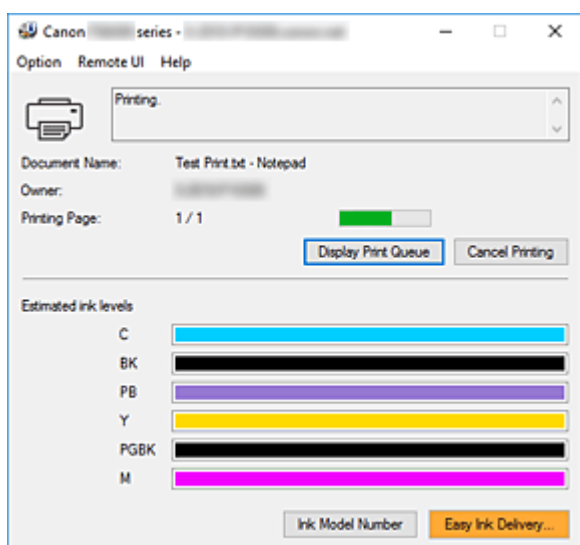 Canon series -
Option Remote UI Help
Printing.
Document Name: Test Print.txt - Notepad
Owner:
Printing Page: 1 / 1
Display Print Queue Cancel Printing
Estimated ink levels
C
BK
PB
Y
PGBK
M
Ink Model Number Easy Ink Delivery...